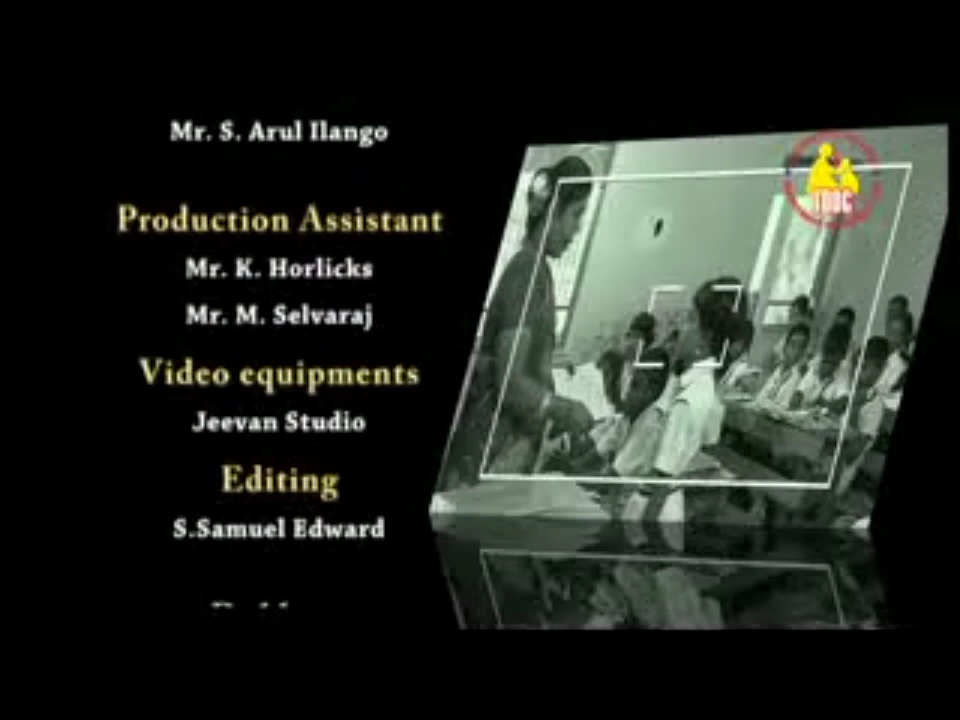 Mr. S. Arul Ilango
Production Assistant
Mr. K. Horlicks
Mr. M. Selvaraj
Video equipments
Jeevan Studio
Editing
S.Samuel Edward